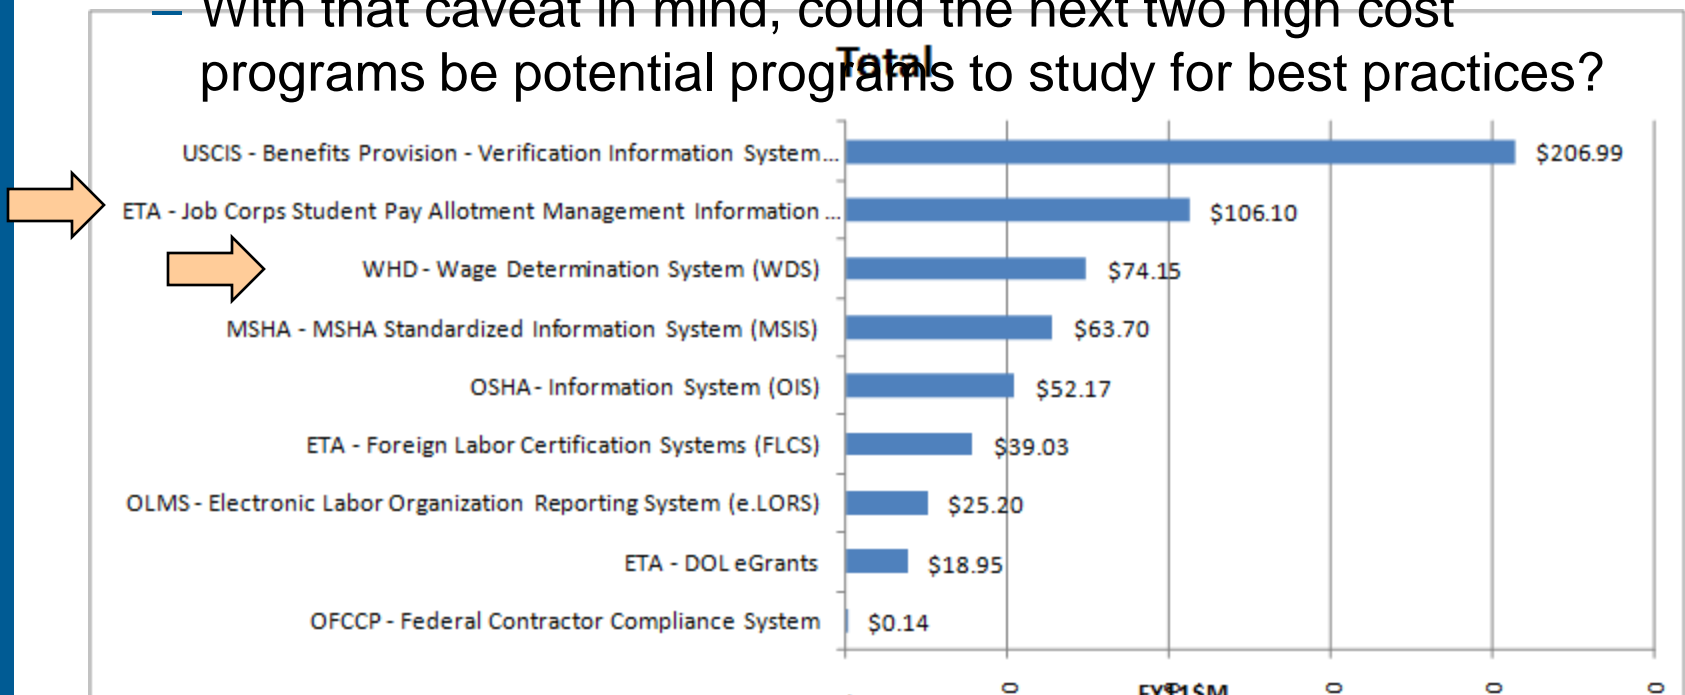 – With that caveat in mind, could the next two high cost
programs be potential programs to study for best practices?
Total
USCIS - Benefits Provision - Verification Information System... $206.99
ETA - Job Corps Student Pay Allotment Management Information ... $106.10
WHD - Wage Determination System (WDS) $74.15
MSHA - MSHA Standardized Information System (MSIS) $63.70
OSHA - Information System (OIS) $52.17
ETA - Foreign Labor Certification Systems (FLCS) $39.03
OLMS - Electronic Labor Organization Reporting System (e.LORS) $25.20
ETA - DOL eGrants $18.95
OFCCP - Federal Contractor Compliance System $0.14